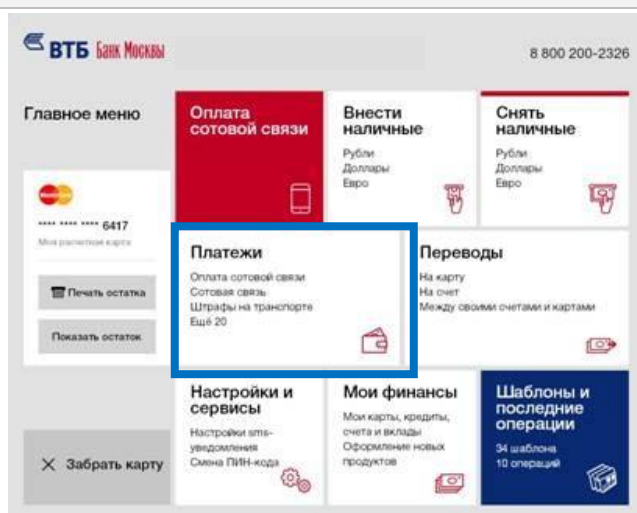 ВТБ Банк Москвы
8 800 200-2326
Главное меню
MasterCard
**** **** **** 6417
Моя расчетная карта
Печать остатка
Показать остаток
Забрать карту
Оплата
сотовой связи
Внести
наличные
Рубли
Доллары
Евро
Снять
наличные
Рубли
Доллары
Евро
Платежи
Оплата сотовой связи
Сотовая связь
Штрафы на транспорте
Ещё 20
Переводы
На карту
На счет
Между своими счетами и картами
Настройки и
сервисы
Настройки sms-
уведомления
Смена ПИН-кода
Мои финансы
Мои карты, кредиты,
счета и вклады
Оформление новых
продуктов
Шаблоны и
последние
операции
34 шаблона
10 операций